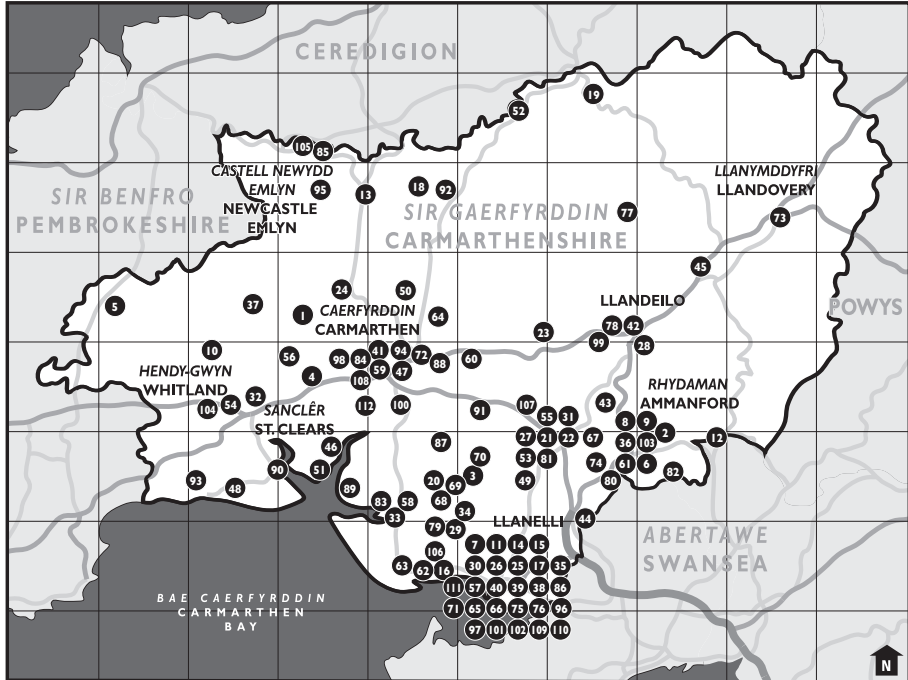 CEREDIGION
52
19
105
85
CASTELL NEWYDD
EMLYN
NEWCASTLE
EMLYN
95
13
18
92
SIR BENFRO
PEMBROKESHIRE
SIR GAERFYRDDIN
CARMARTHENSHIRE
77
LLANYMDDYFRI
LLANDOVERY
73
45
POWYS
5
37
24
50
1
CAERFYRDDIN
CARMARTHEN
64
LLANDEILO
23
78 42
99
28
10
56
98 84 41 94 72
88
60
59 47
4
108
HENDY-GWYN
WHITLAND
104 54 32
112 100
91
107
55 31
43
RHYDAMAN
AMMANFORD
8 9
2
12
SANCLÊR
ST. CLEARS
46
87
27 21 22 67
36 103
70
53 81
74
61 6
82
90
51
3
49
80
93
48
89
20 69
83 58
68
33
34
44
79 29
LLANELLI
ABERTAWE
SWANSEA
7 11 14 15
106
63 62 16
30 26 25 17 35
111 57 40 39 38 86
71 65 66 75 76 96
97 101 102 109 110
BAE CAERFYRDDIN
CARMARTHEN
BAY
N